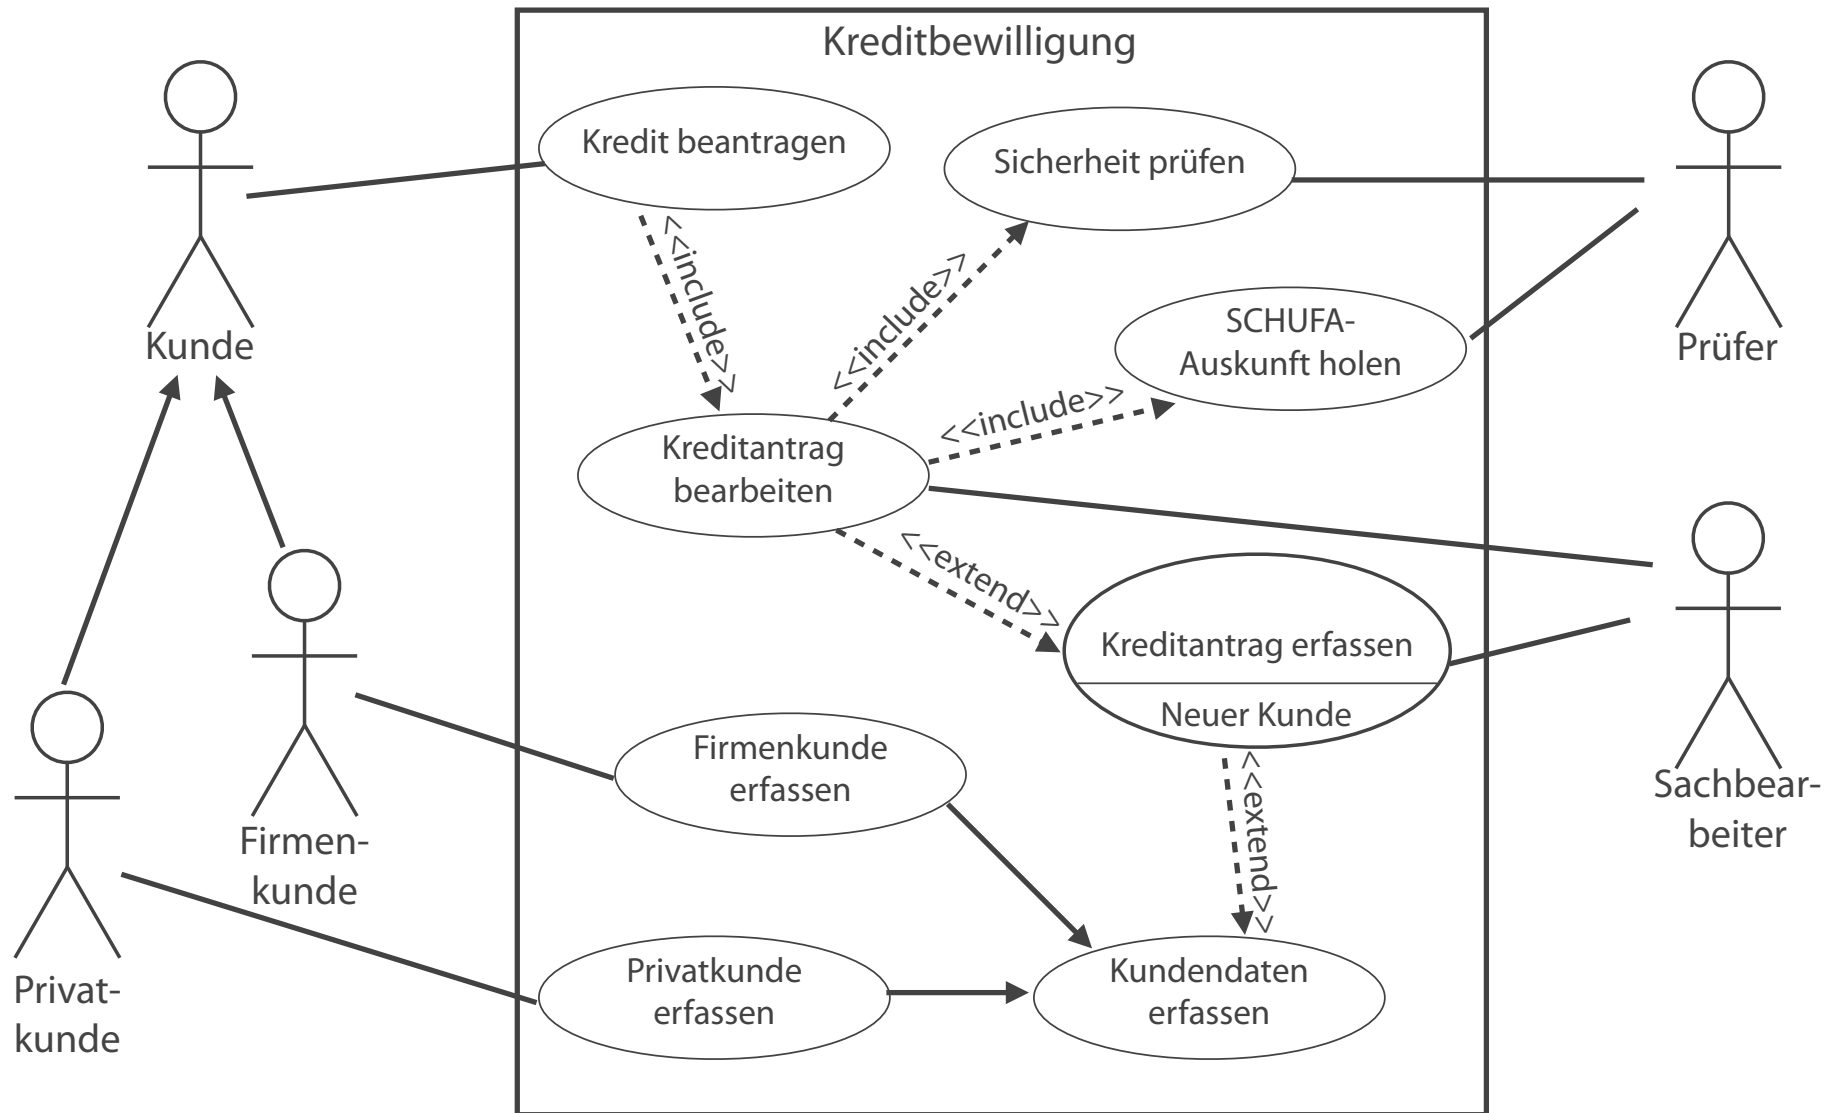 Kreditbewilligung
Kredit beantragen
Sicherheit prüfen
<<include>>
<<include>>
SCHUFA-
Auskunft holen
Kunde
Prüfer
<<include>>
Kreditantrag
bearbeiten
<<extend>>
Kreditantrag erfassen
Neuer Kunde
Firmenkunde
erfassen
<<extend>>
Sachbear-
beiter
Firmen-
kunde
Privatkunde
erfassen
Kundendaten
erfassen
Privat-
kunde